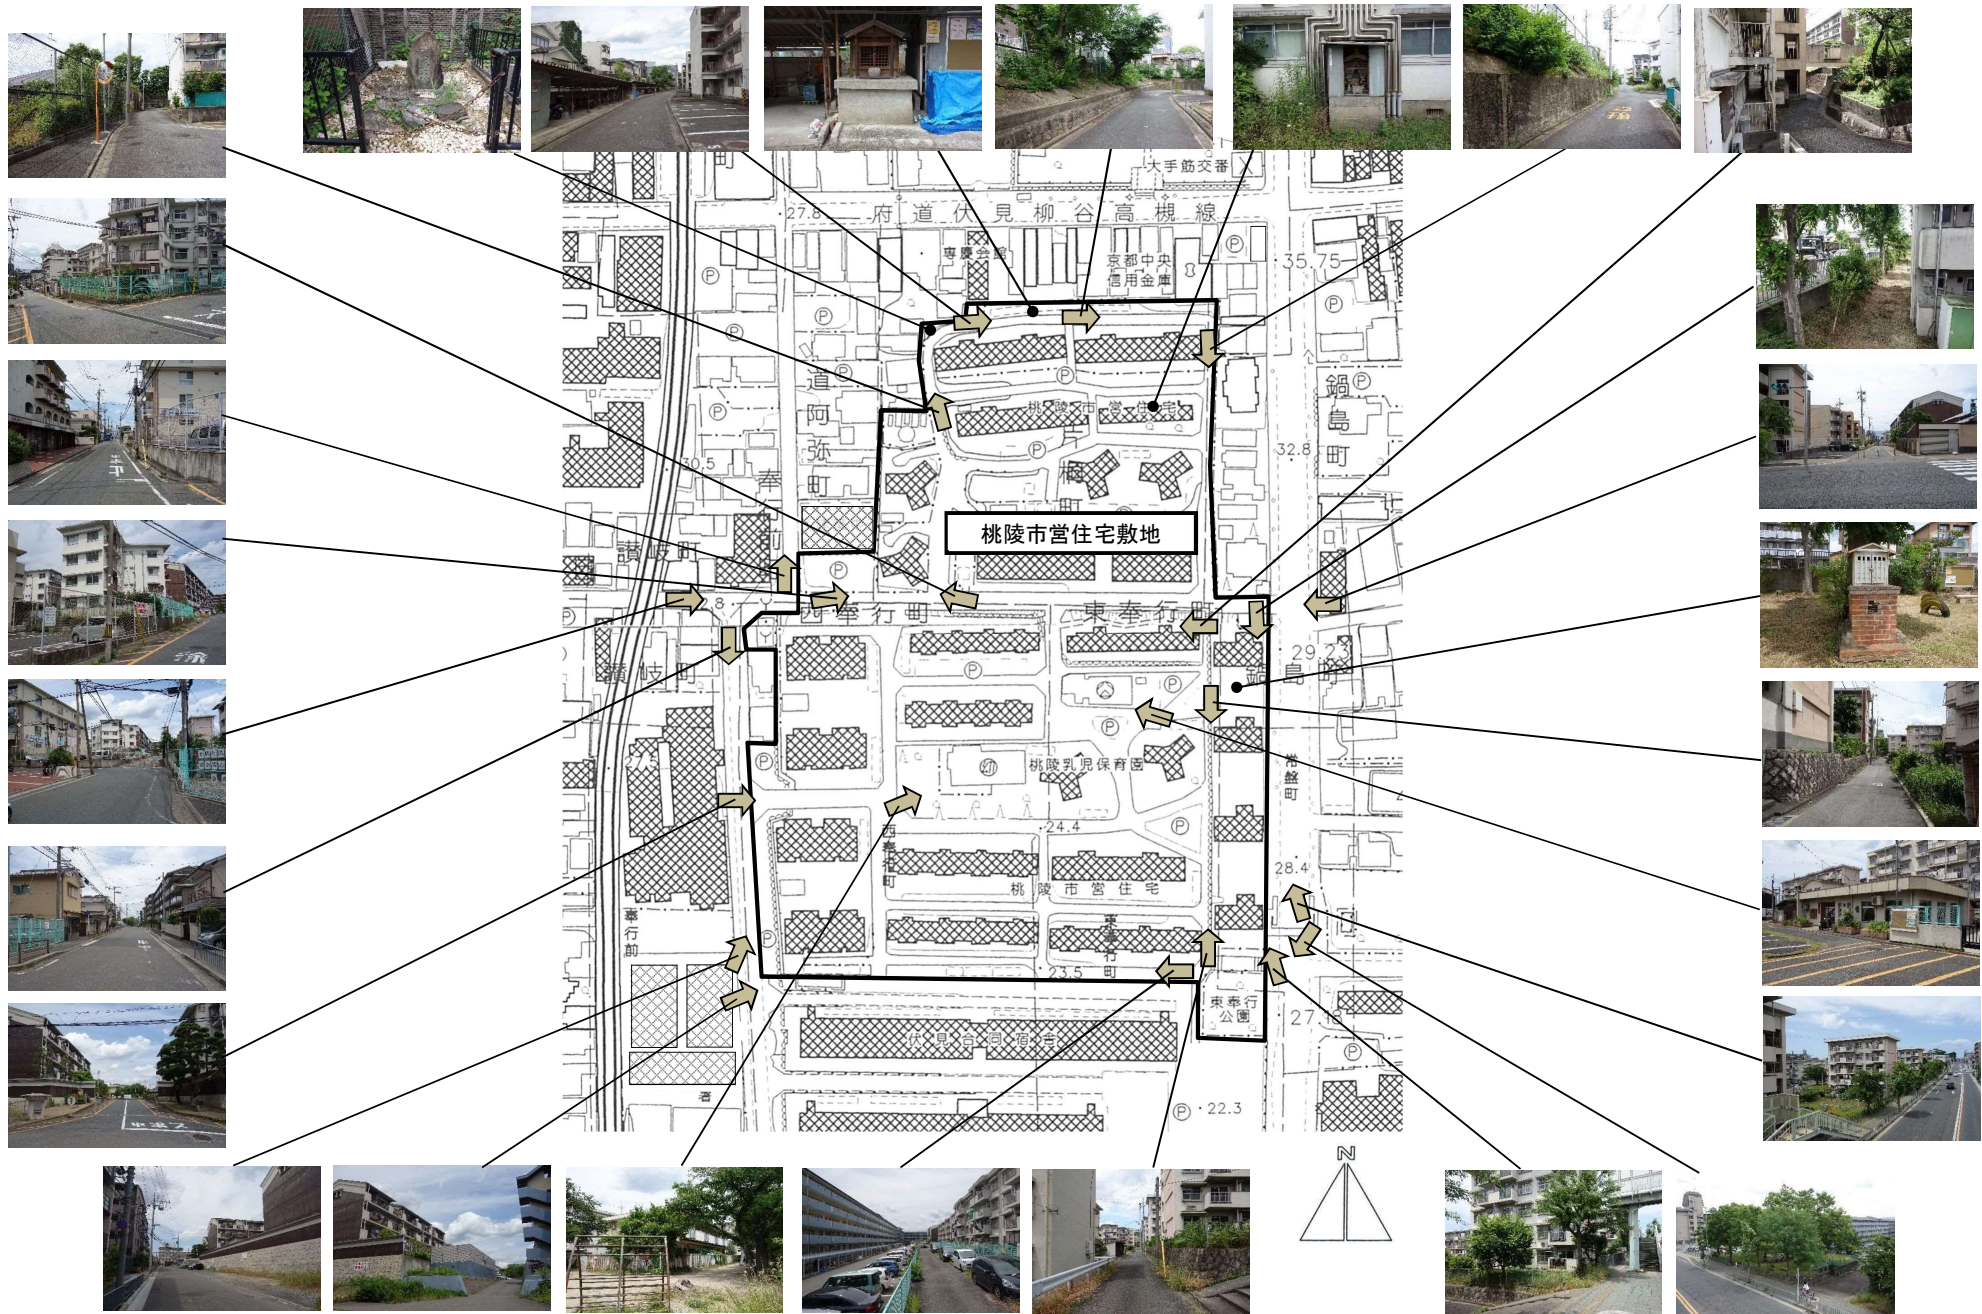 大手筋交番
27.8
府道伏見柳谷高槻線
専慶会館
京都中央
信用金庫
35.75
道阿弥町
鍋島町
桃陵市営住宅
片桐町
30.5
32.8
奉行前
讃岐町
桃陵市営住宅敷地
西奉行町
東奉行町
29.23
讃岐町
鍋島町
27.5
桃陵乳児保育園
常盤町
24.4
西奉行町
28.4
桃陵市営住宅
奉行前
東奉行町
23.5
東奉行
公園
27.18
伏見合同宿舎
署
22.3
N